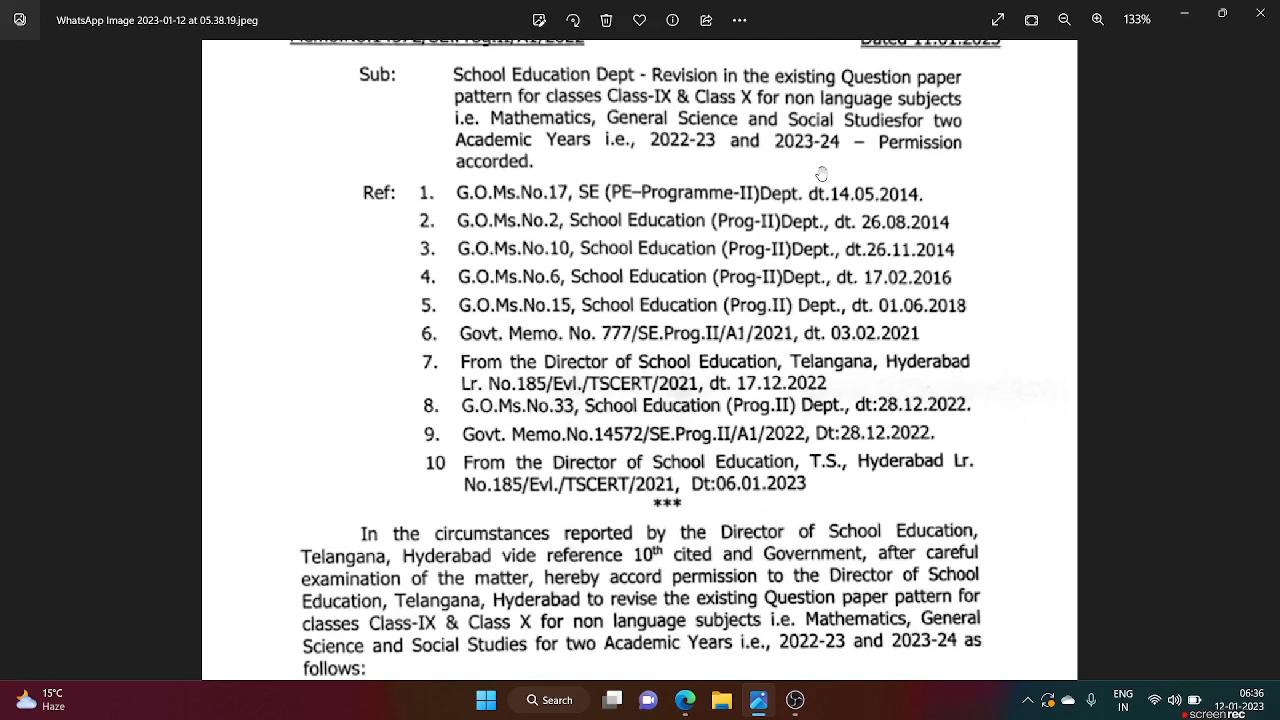 WhatsApp Image 2023-01-12 at 05.38.19.jpeg
133%
Memo.No.14572/SE.Prog.II/A1/2022 Dated 11.01.2023
Sub: School Education Dept - Revision in the existing Question paper
pattern for classes Class-IX & Class X for non language subjects
i.e. Mathematics, General Science and Social Studiesfor two
Academic Years i.e., 2022-23 and 2023-24 – Permission
accorded.
Ref: 1. G.O.Ms.No.17, SE (PE–Programme-II)Dept. dt.14.05.2014.
2. G.O.Ms.No.2, School Education (Prog-II)Dept., dt. 26.08.2014
3. G.O.Ms.No.10, School Education (Prog-II)Dept., dt.26.11.2014
4. G.O.Ms.No.6, School Education (Prog-II)Dept., dt. 17.02.2016
5. G.O.Ms.No.15, School Education (Prog.II) Dept., dt. 01.06.2018
6. Govt. Memo. No. 777/SE.Prog.II/A1/2021, dt. 03.02.2021
7. From the Director of School Education, Telangana, Hyderabad
Lr. No.185/Evl./TSCERT/2021, dt. 17.12.2022
8. G.O.Ms.No.33, School Education (Prog.II) Dept., dt:28.12.2022.
9. Govt. Memo.No.14572/SE.Prog.II/A1/2022, Dt:28.12.2022.
10 From the Director of School Education, T.S., Hyderabad Lr.
No.185/Evl./TSCERT/2021, Dt:06.01.2023
***
In the circumstances reported by the Director of School Education,
Telangana, Hyderabad vide reference 10th cited and Government, after careful
examination of the matter, hereby accord permission to the Director of School
Education, Telangana, Hyderabad to revise the existing Question paper pattern for
classes Class-IX & Class X for non language subjects i.e. Mathematics, General
Science and Social Studies for two Academic Years i.e., 2022-23 and 2023-24 as
follows:
15°C
Haze
Search
ENG
IN
12-01-2023
screen rec